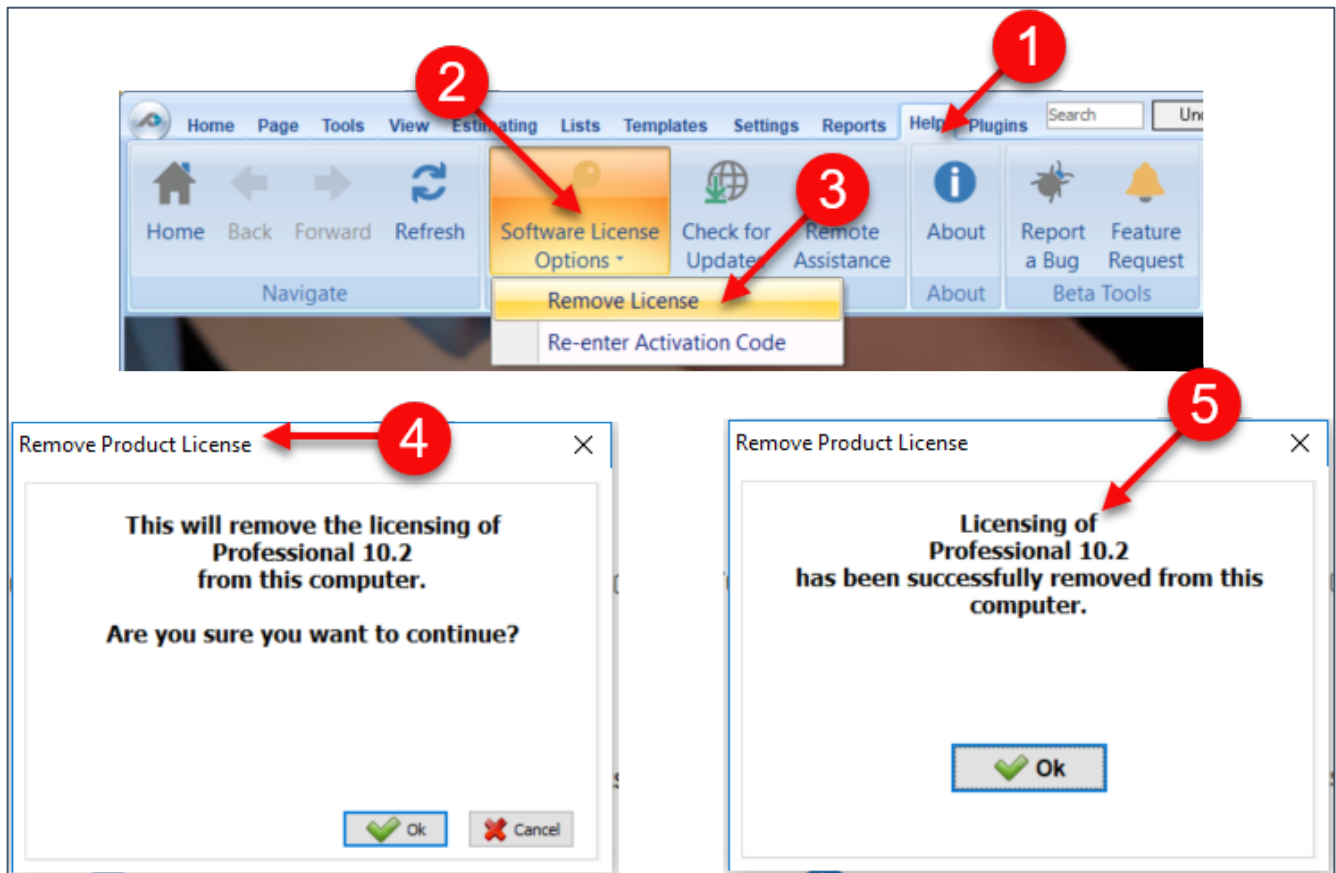 1
2
Home Page Tools View Estimating Lists Templates Settings Reports Help Plugins Search
3
Home Back Forward Refresh Software License Options Check for Updates Remote Assistance About Report a Bug Feature Request
Navigate About Beta Tools
Remove License
Re-enter Activation Code
4
Remove Product License
This will remove the licensing of
Professional 10.2
from this computer.
Are you sure you want to continue?
Ok Cancel
5
Remove Product License
Licensing of
Professional 10.2
has been successfully removed from this
computer.
Ok